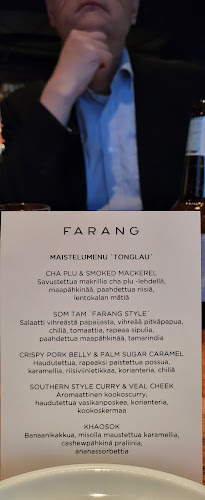 FARANG
MAISTELUMENU ´TONGLAU´
CHA PLU & SMOKED MACKEREL
Savustettua makrillia cha plu -lehdellä,
maapähkinää, paahdettua riisiä,
lentokalan mätiä
SOM TAM ´FARANG STYLE´
Salaatti vihreästä papaijasta, vihreä pitkäpapua,
chiliä, tomaattia, rapeaa sipulia,
paahdettua maapähkinää, tamarindia
CRISPY PORK BELLY & PALM SUGAR CARAMEL
Haudutettua, rapeaksi paistettua possua,
karamellia, riisiviinietikkaa, korianteria, chiliä
SOUTHERN STYLE CURRY & VEAL CHEEK
Aromaattinen kookoscurry,
haudutettua vasikanposkea, korianteria,
kookoskermaa
KHAOSOK
Banaanikakkua, misolla maustettua karamellia,
cashewpähkinä praliinia,
ananassorbettia